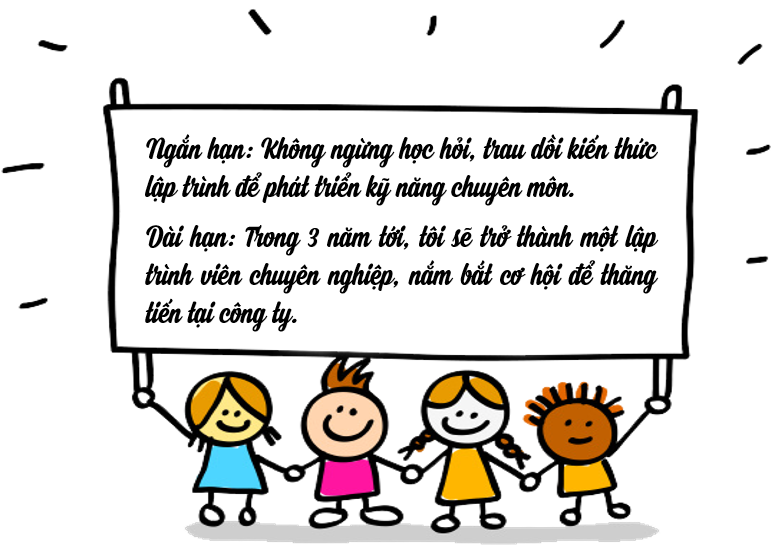 Ngắn hạn: Không ngừng học hỏi, trau dồi kiến thức
lập trình để phát triển kỹ năng chuyên môn.
Dài hạn: Trong 3 năm tới, tôi sẽ trở thành một lập
trình viên chuyên nghiệp, nắm bắt cơ hội để thăng
tiến tại công ty.